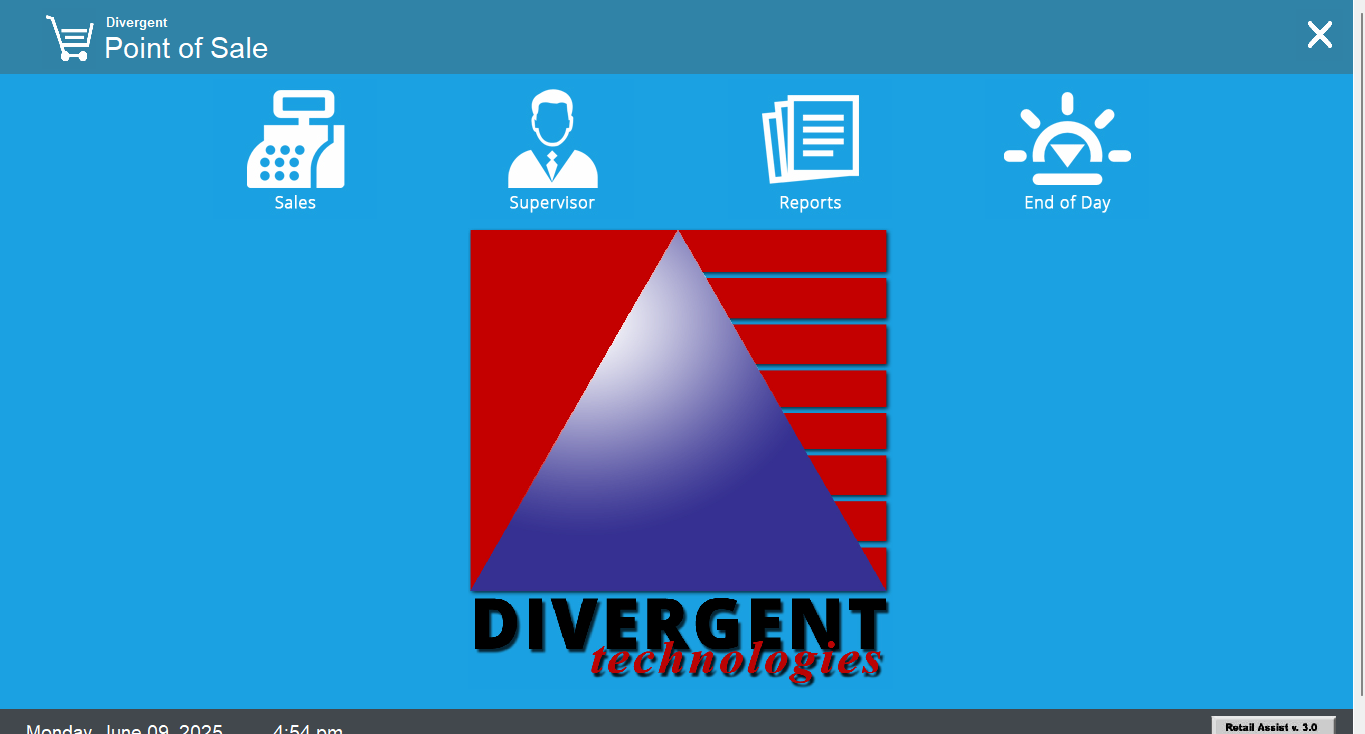 Divergent
Point of Sale
Sales
Supervisor
Reports
End of Day
DIVERGENT
technologies
Monday, June 09, 2025 4:54 pm
Retail Assist v. 3.0